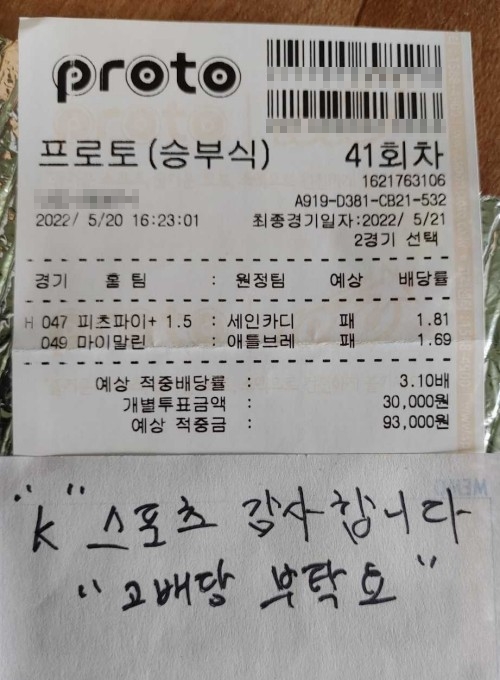 proto
프로토(승부식) 41회차
1621763106
A919-D381-CB21-532
2022/ 5/20 16:23:01 최종경기일자:2022/ 5/21
2경기 선택
경기 홈 팀 : 원정팀 예상 배당률
H 047 피츠파이+ 1.5 : 세인카디 패 1.81
049 마이말린 : 애틀브레 패 1.69
예상 적중배당률 : 3.10배
개별투표금액 : 30,000원
예상 적중금 : 93,000원
"K" 스포츠 감사합니다
"고배당 부탁요"